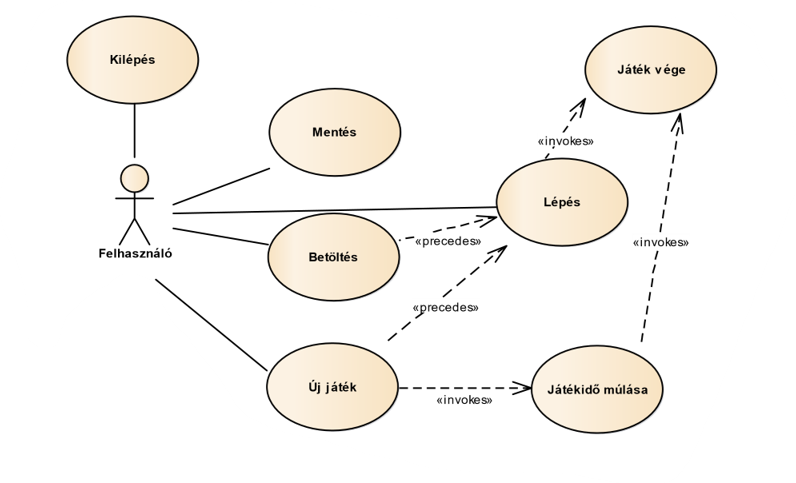 Kilépés
Játék vége
Mentés
«invokes»
Lépés
Felhasználó
Betöltés
«precedes»
«invokes»
«precedes»
Új játék
«invokes»
Játékidő múlása